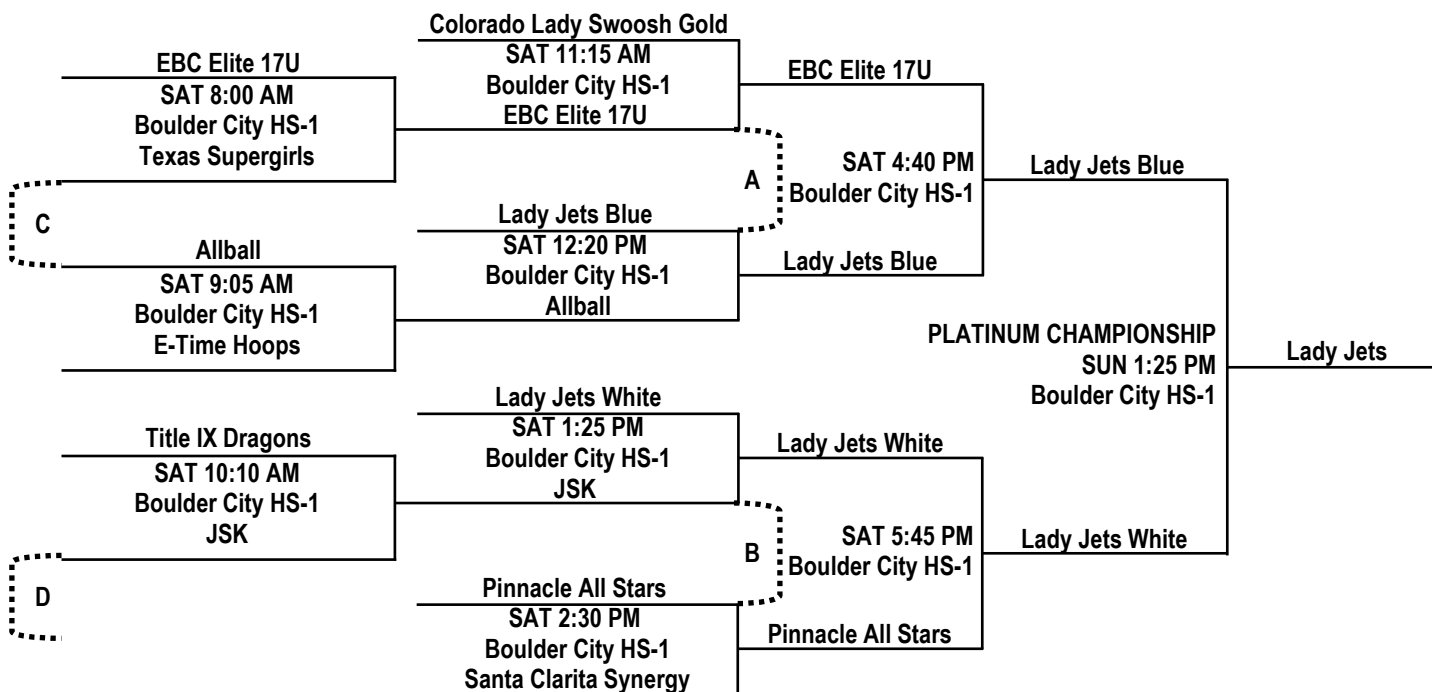 Colorado Lady Swoosh Gold
EBC Elite 17U
SAT 8:00 AM
Boulder City HS-1
Texas Supergirls
SAT 11:15 AM
Boulder City HS-1
EBC Elite 17U
EBC Elite 17U
A
SAT 4:40 PM
Boulder City HS-1
Lady Jets Blue
C
Lady Jets Blue
Allball
SAT 9:05 AM
Boulder City HS-1
E-Time Hoops
SAT 12:20 PM
Boulder City HS-1
Allball
Lady Jets Blue
PLATINUM CHAMPIONSHIP
SUN 1:25 PM
Boulder City HS-1
Lady Jets
Lady Jets White
Title IX Dragons
SAT 10:10 AM
Boulder City HS-1
JSK
SAT 1:25 PM
Boulder City HS-1
JSK
Lady Jets White
B
SAT 5:45 PM
Boulder City HS-1
Lady Jets White
D
Pinnacle All Stars
SAT 2:30 PM
Boulder City HS-1
Santa Clarita Synergy
Pinnacle All Stars